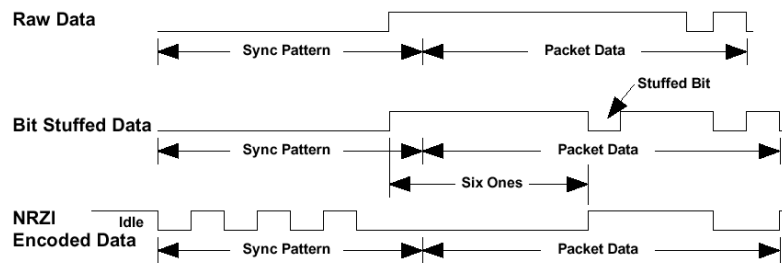 Raw Data
Sync Pattern
Packet Data
Stuffed Bit
Bit Stuffed Data
Sync Pattern
Packet Data
Six Ones
NRZI
Idle
Encoded Data
Sync Pattern
Packet Data